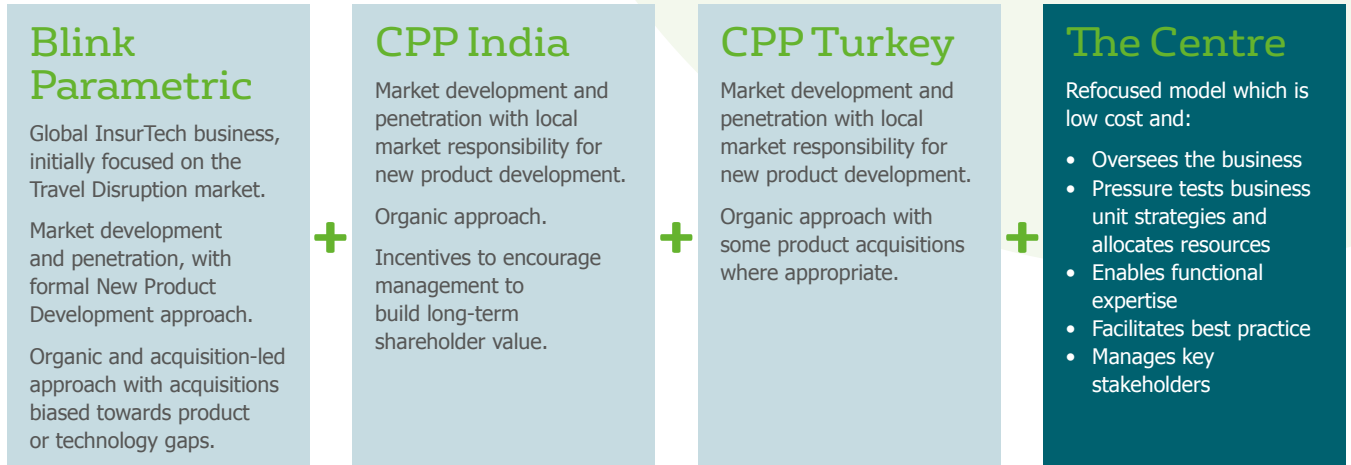 Blink
Parametric
Global InsurTech business,
initially focused on the
Travel Disruption market.
Market development
and penetration, with
formal New Product
Development approach.
Organic and acquisition-led
approach with acquisitions
biased towards product
or technology gaps.
+
CPP India
Market development and
penetration with local
market responsibility for
new product development.
Organic approach.
Incentives to encourage
management to
build long-term
shareholder value.
+
CPP Turkey
Market development and
penetration with local
market responsibility for
new product development.
Organic approach with
some product acquisitions
where appropriate.
+
The Centre
Refocused model which is
low cost and:
• Oversees the business
• Pressure tests business
unit strategies and
allocates resources
• Enables functional
expertise
• Facilitates best practice
• Manages key
stakeholders